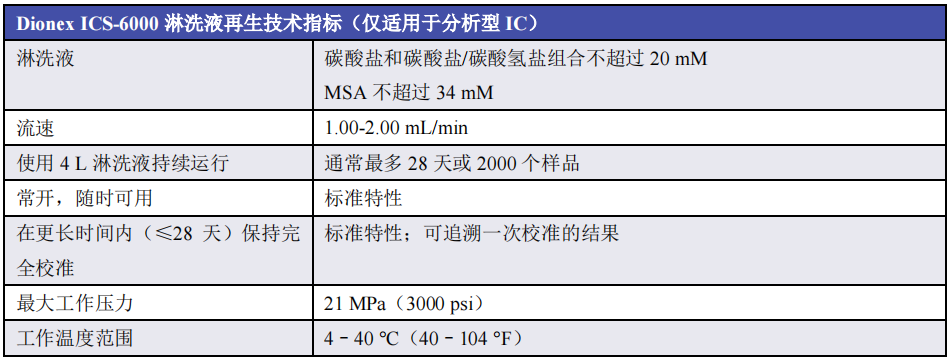 Dionex ICS-6000 淋洗液再生技术指标（仅适用于分析型 IC）
淋洗液
碳酸盐和碳酸盐/碳酸氢盐组合不超过 20 mM
MSA 不超过 34 mM
流速
1.00-2.00 mL/min
使用 4 L 淋洗液持续运行
通常最多 28 天或 2000 个样品
常开，随时可用
标准特性
在更长时间内（≤28 天）保持完
全校准
标准特性；可追溯一次校准的结果
最大工作压力
21 MPa（3000 psi）
工作温度范围
4﹣40 ℃（40﹣104 °F）